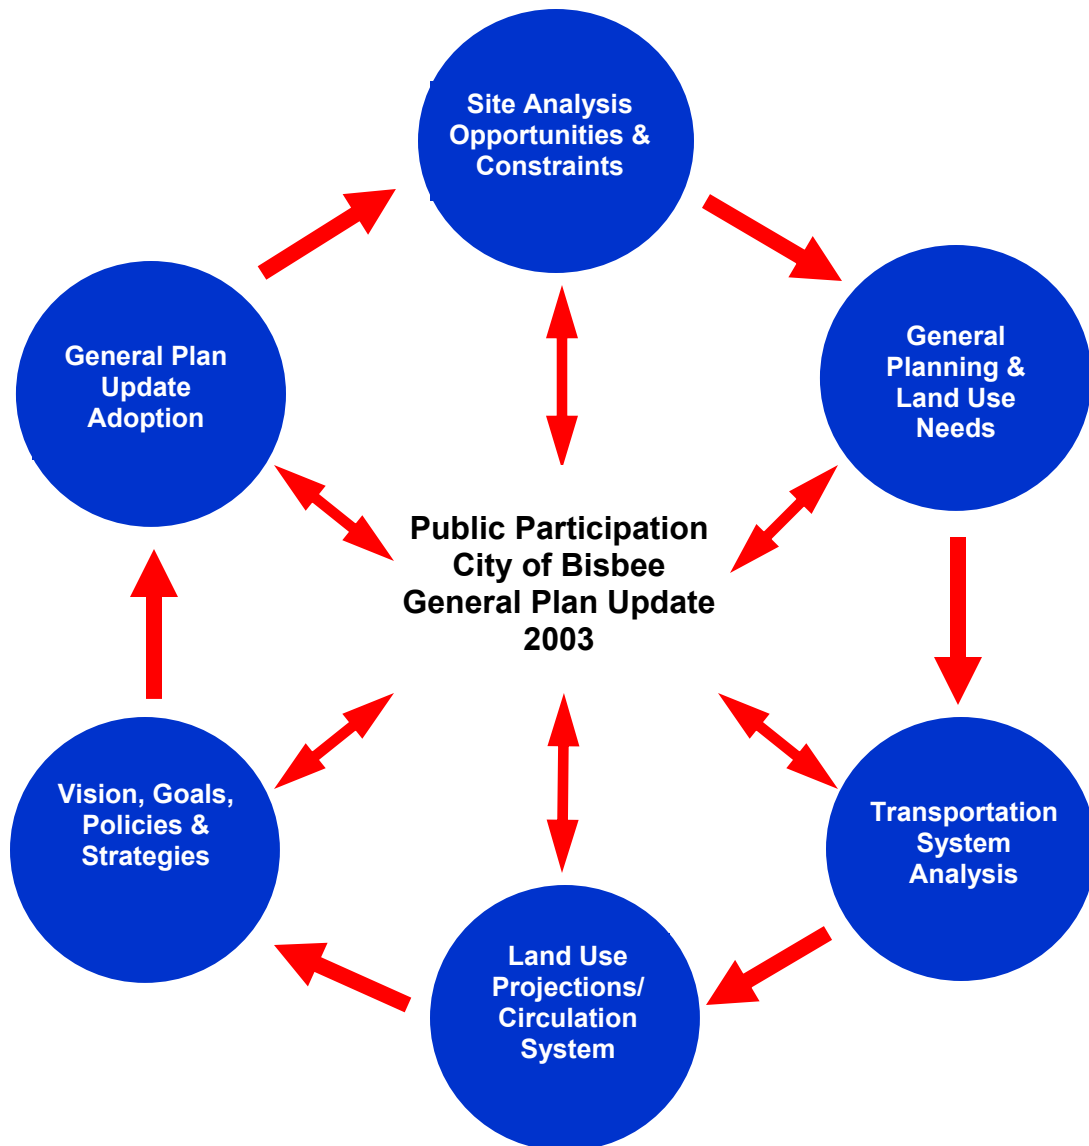 Site Analysis
Opportunities &
Constraints
General
Planning &
Land Use
Needs
Transportation
System
Analysis
Land Use
Projections/
Circulation
System
Vision, Goals,
Policies &
Strategies
General Plan
Update
Adoption
Public Participation
City of Bisbee
General Plan Update
2003